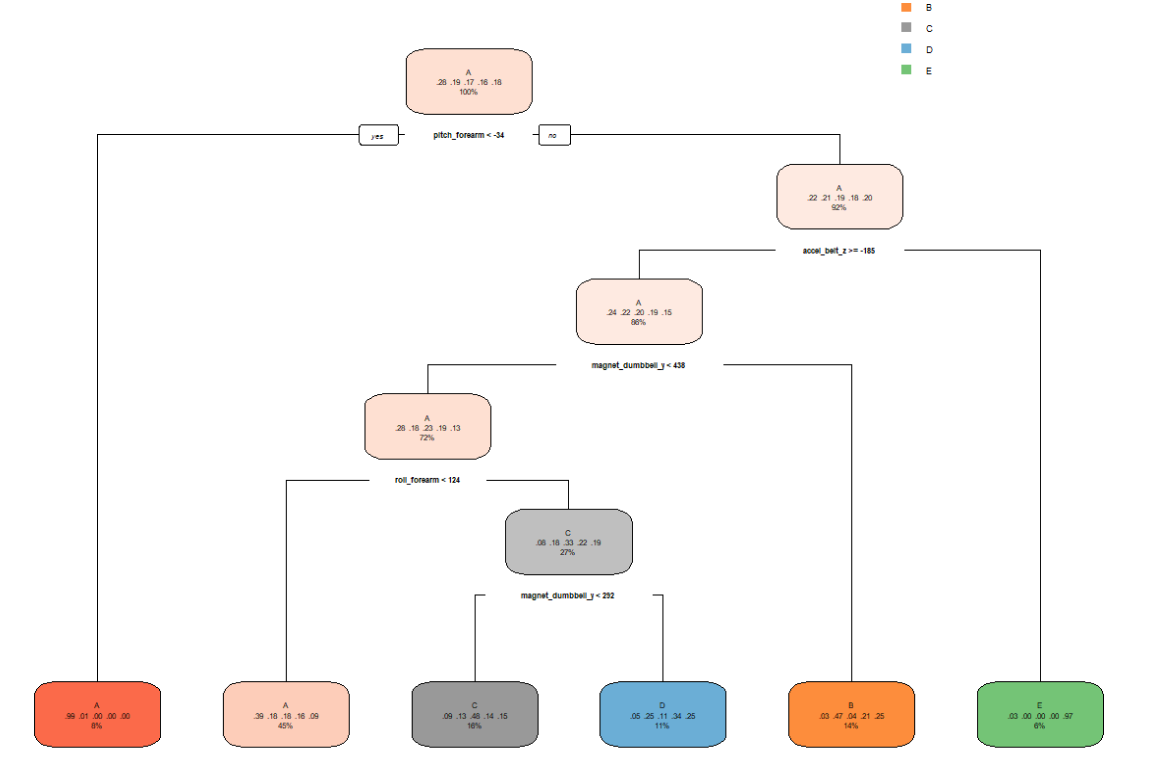 B
C
D
E
A
.28 .19 .17 .16 .18
100%
yes
pitch_forearm < -34
no
A
.22 .21 .19 .18 .20
92%
accel_belt_z >= -185
A
.24 .22 .20 .19 .15
86%
magnet_dumbbell_y < 438
A
.28 .18 .23 .19 .13
72%
roll_forearm < 124
C
.08 .18 .33 .22 .19
27%
magnet_dumbbell_y < 292
A
.99 .01 .00 .00 .00
8%
A
.39 .18 .18 .16 .09
45%
C
.09 .13 .48 .14 .15
16%
D
.05 .25 .11 .34 .25
11%
B
.03 .47 .04 .21 .25
14%
E
.03 .00 .00 .00 .97
6%